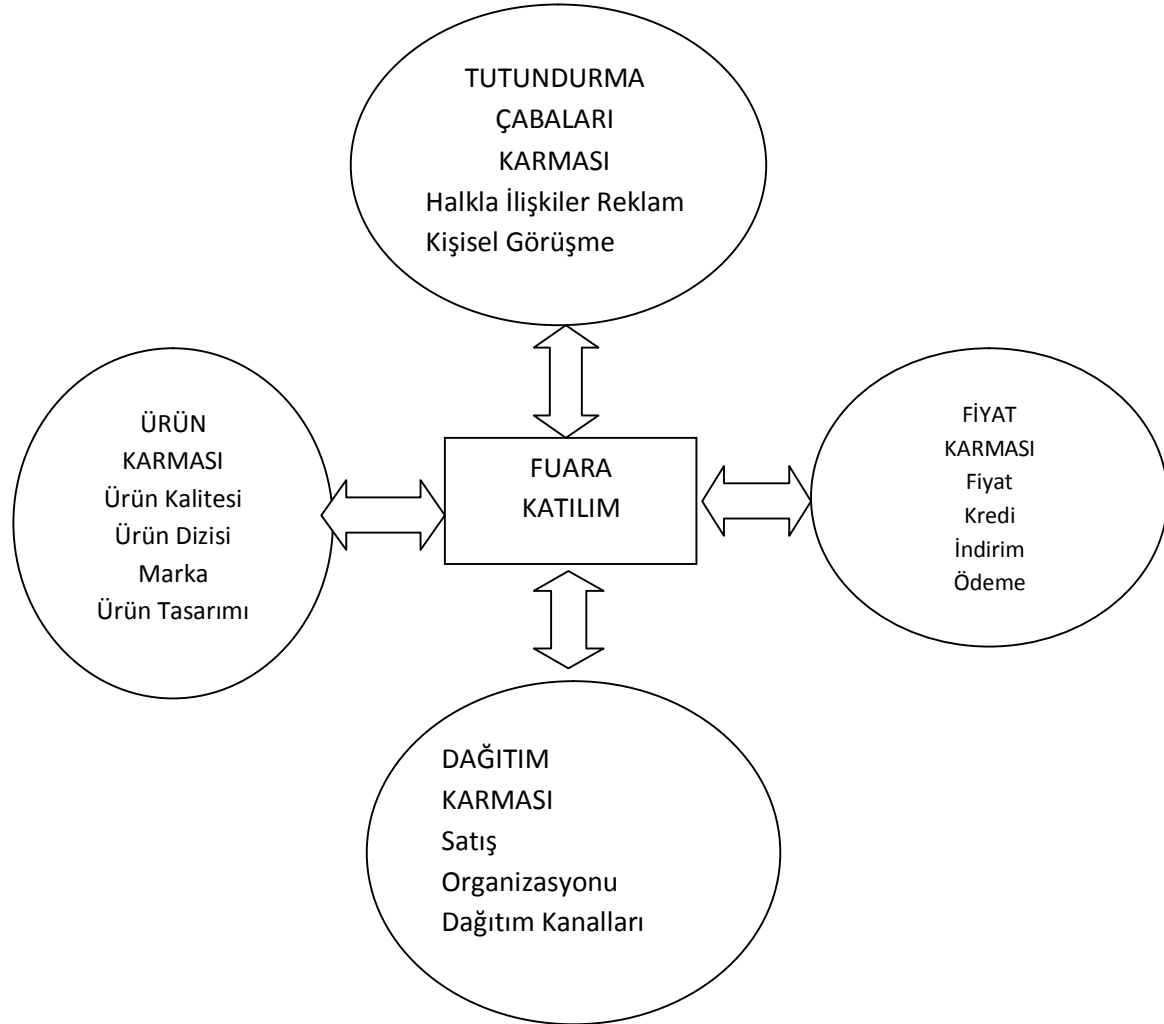 TUTUNDURMA
ÇABALARI
KARMASI
Halkla İlişkiler Reklam
Kişisel Görüşme
ÜRÜN
KARMASI
Ürün Kalitesi
Ürün Dizisi
Marka
Ürün Tasarımı
FUARA
KATILIM
FİYAT
KARMASI
Fiyat
Kredi
İndirim
Ödeme
DAĞITIM
KARMASI
Satış
Organizasyonu
Dağıtım Kanalları